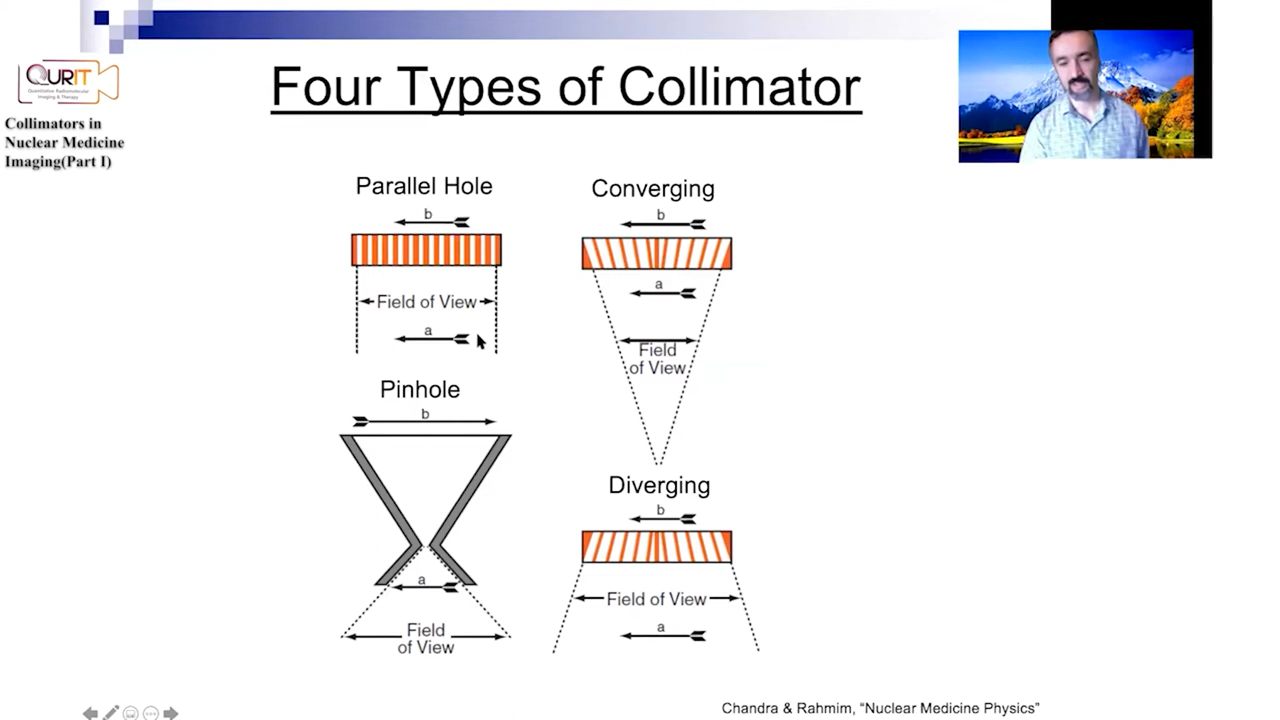 Four Types of Collimator
QURIT
Quantitative Radiomolecular
Imaging & Therapy
Collimators in
Nuclear Medicine
Imaging(Part I)
Parallel Hole
b
Field of View
a
Converging
b
a
Field
of View
Pinhole
b
a
Field
of View
Diverging
b
Field of View
a
Chandra & Rahmim, “Nuclear Medicine Physics”